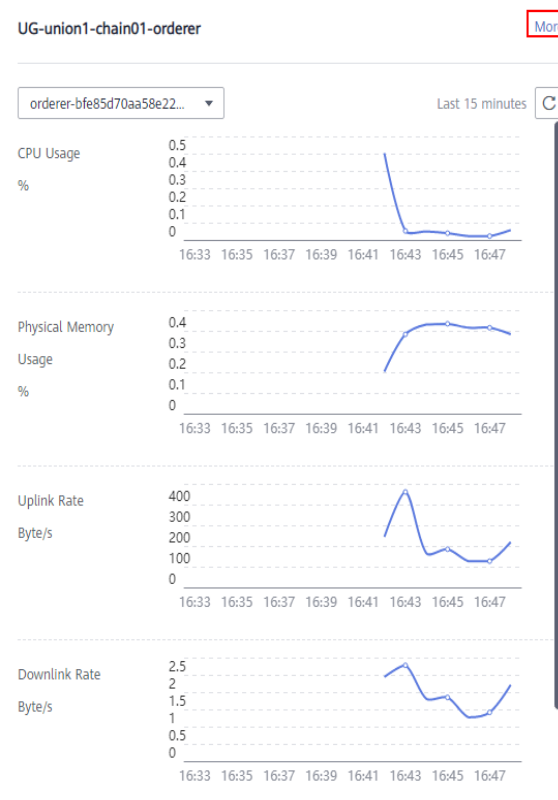 UG-union1-chain01-orderer
More
orderer-bfe85d70aa58e22...
Last 15 minutes
CPU Usage
%
0.5
0.4
0.3
0.2
0.1
0
16:33 16:35 16:37 16:39 16:41 16:43 16:45 16:47
Physical Memory
Usage
%
0.4
0.3
0.2
0.1
0
16:33 16:35 16:37 16:39 16:41 16:43 16:45 16:47
Uplink Rate
Byte/s
400
300
200
100
0
16:33 16:35 16:37 16:39 16:41 16:43 16:45 16:47
Downlink Rate
Byte/s
2.5
2
1.5
1
0.5
0
16:33 16:35 16:37 16:39 16:41 16:43 16:45 16:47